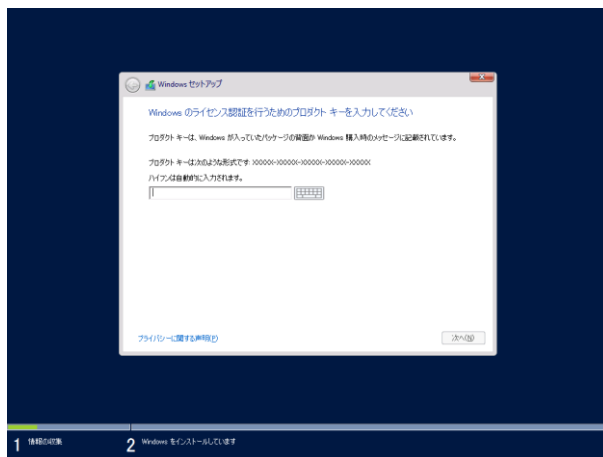 Windows セットアップ
Windows のライセンス認証を行うためのプロダクト キーを入力してください
プロダクト キーは、Windows が入っていたパッケージの背面か Windows 購入時のメッセージに記載されています。
プロダクト キーは次のような形式です: XXXXX-XXXXX-XXXXX-XXXXX-XXXXX
ハイフンは自動的に入力されます。
プライバシーに関する声明(P)
次へ(N)
1 情報の収集
2 Windows をインストールしています